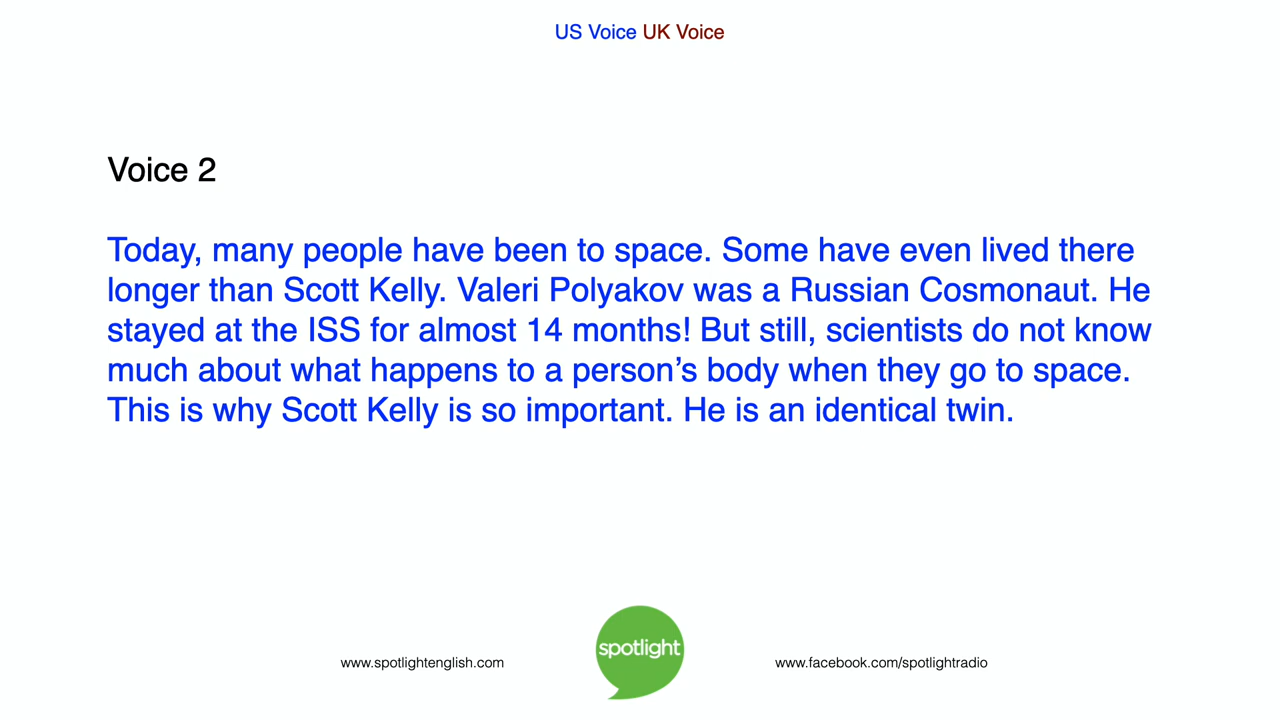 US Voice UK Voice
Voice 2
Today, many people have been to space. Some have even lived there
longer than Scott Kelly. Valeri Polyakov was a Russian Cosmonaut. He
stayed at the ISS for almost 14 months! But still, scientists do not know
much about what happens to a person’s body when they go to space.
This is why Scott Kelly is so important. He is an identical twin.
www.spotlightenglish.com
spotlight
www.facebook.com/spotlightradio